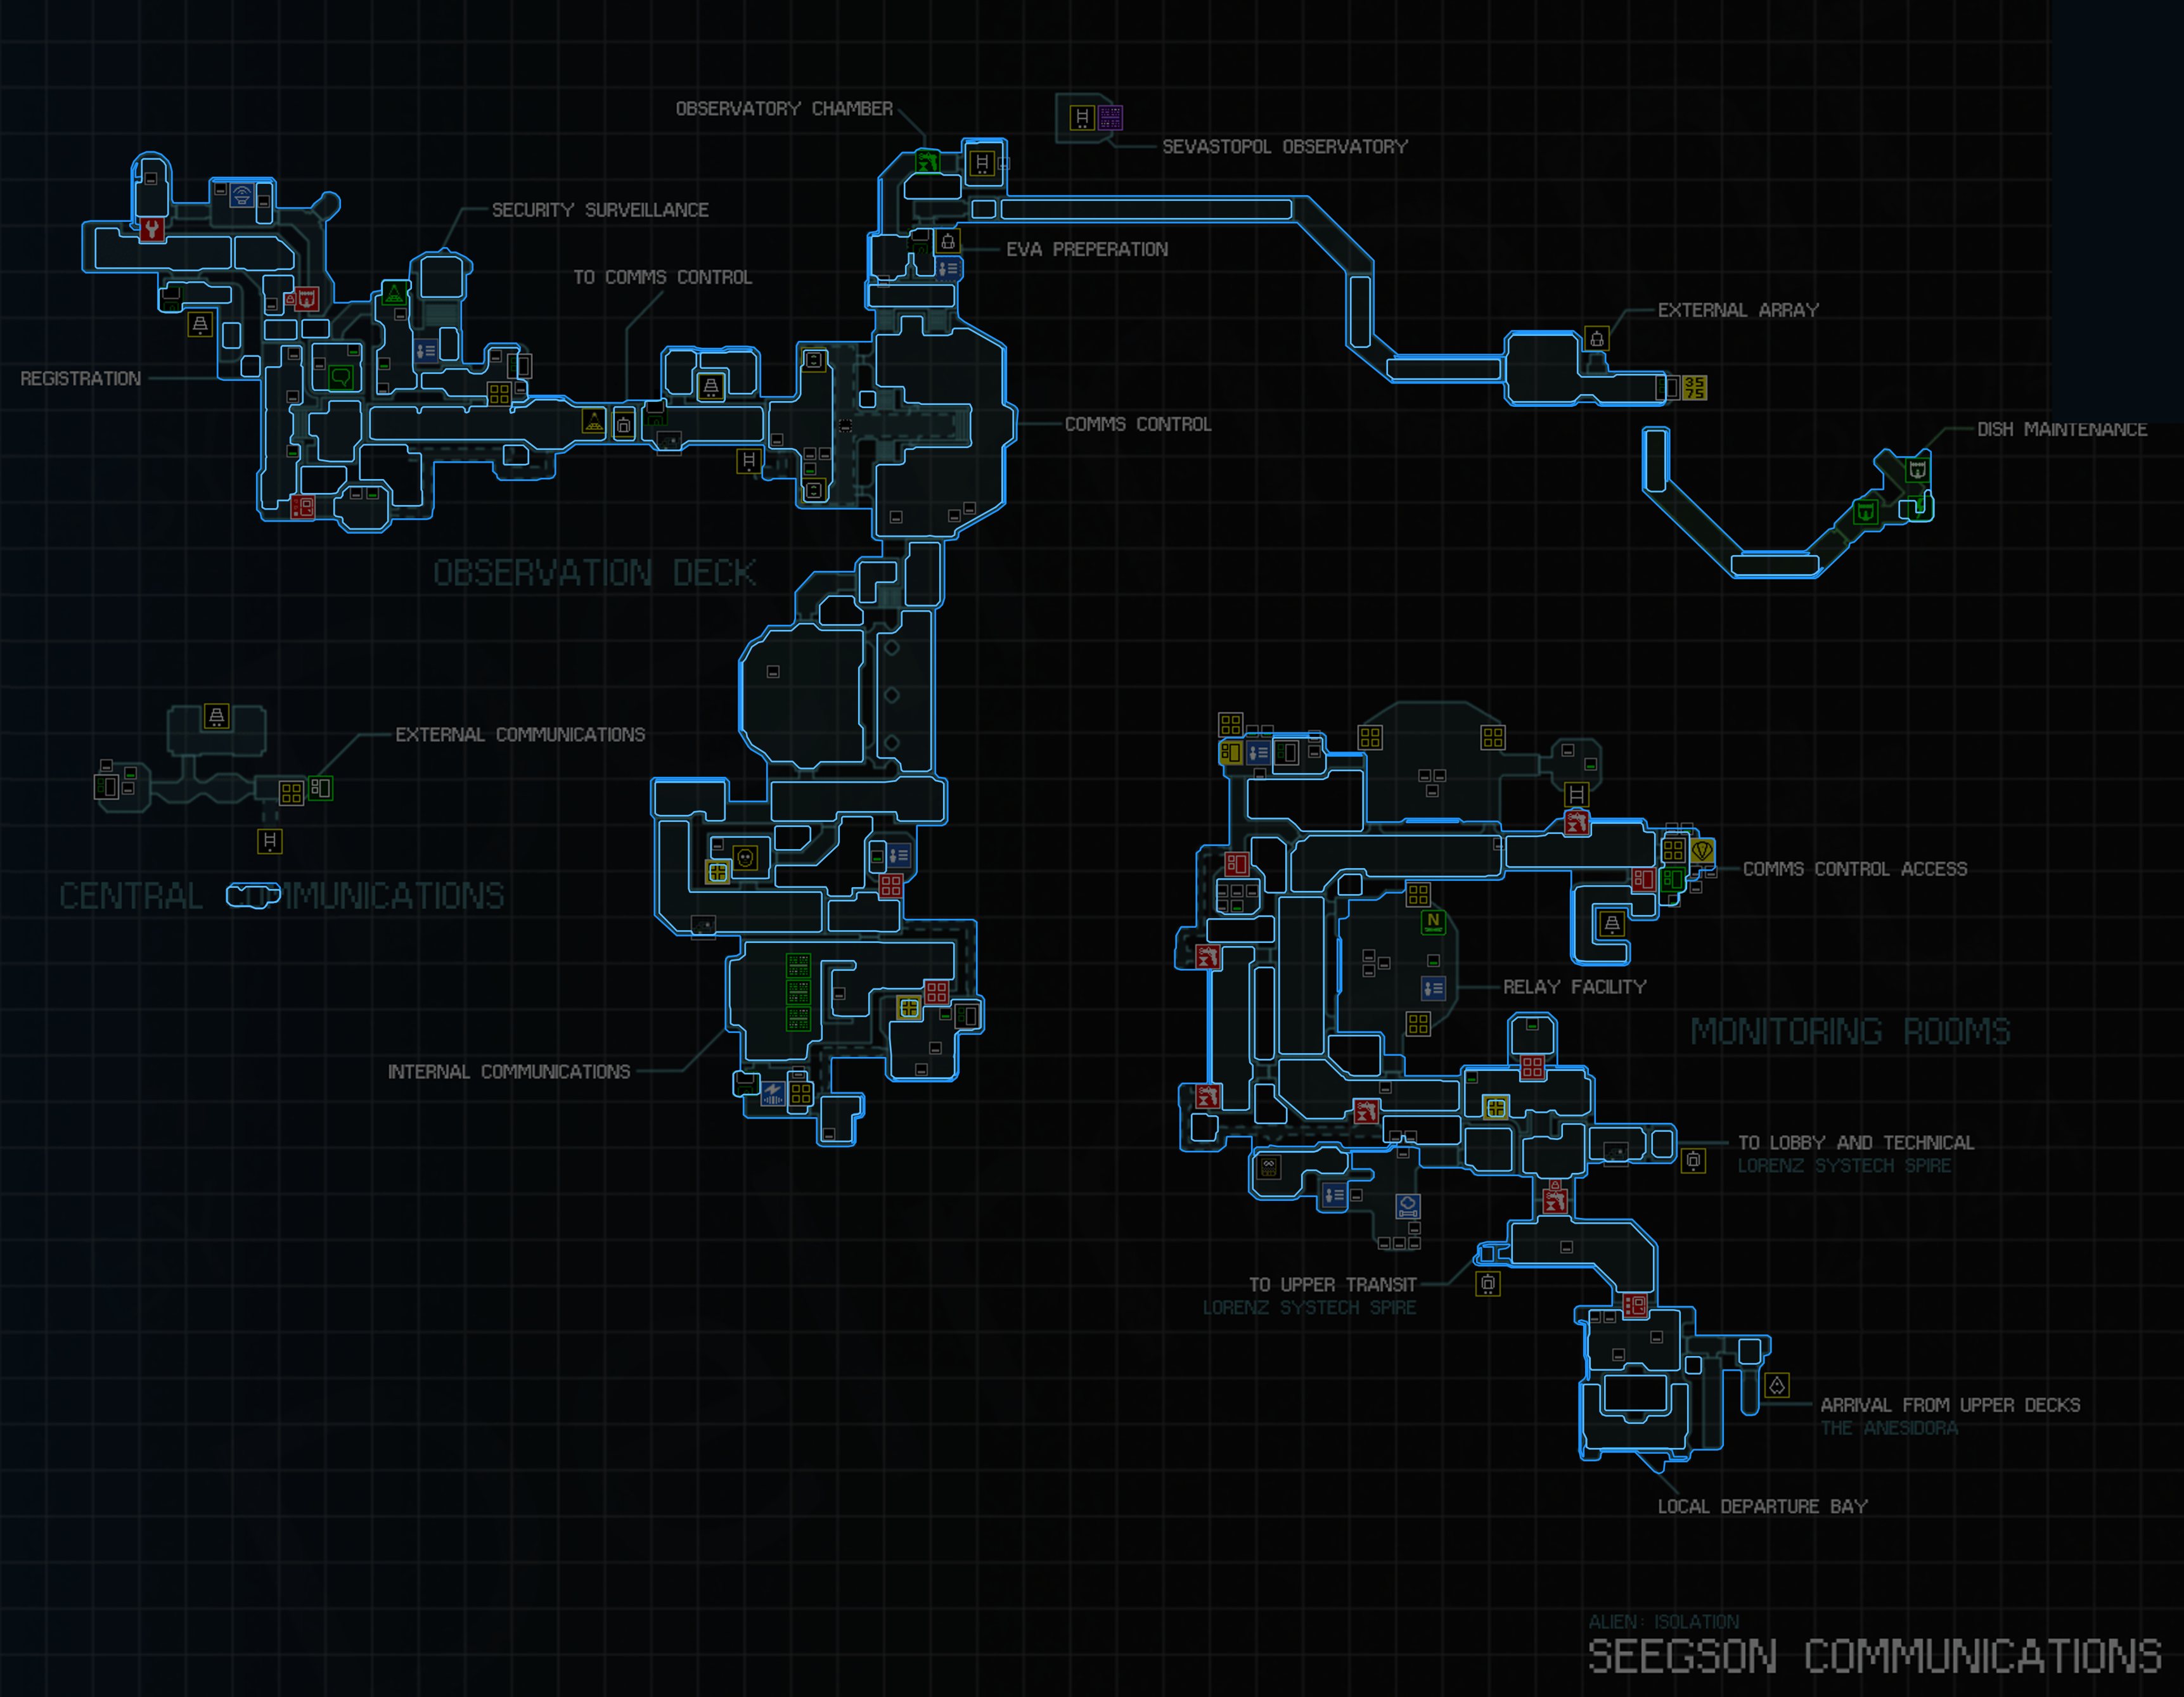 OBSERVATORY CHAMBER
SEVASTOPOL OBSERVATORY
SECURITY SURVEILLANCE
EVA PREPERATION
TO COMMS CONTROL
EXTERNAL ARRAY
REGISTRATION
35
75
COMMS CONTROL
DISH MAINTENANCE
OBSERVATION DECK
EXTERNAL COMMUNICATIONS
CENTRAL MMUNICATIONS
COMMS CONTROL ACCESS
N
RELAY FACILITY
MONITORING ROOMS
INTERNAL COMMUNICATIONS
TO LOBBY AND TECHNICAL
LORENZ SYSTECH SPIRE
TO UPPER TRANSIT
LORENZ SYSTECH SPIRE
ARRIVAL FROM UPPER DECKS
THE ANESIDORA
LOCAL DEPARTURE BAY
ALIEN: ISOLATION
SEEGSON COMMUNICATIONS